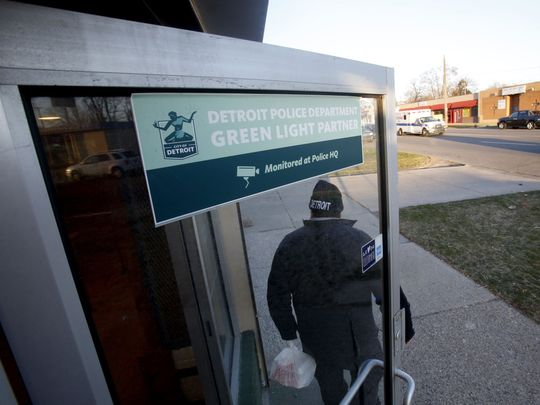 DETROIT POLICE DEPARTMENT
GREEN LIGHT PARTNER
CITY OF
DETROIT
Monitored at Police HQ
DETROIT